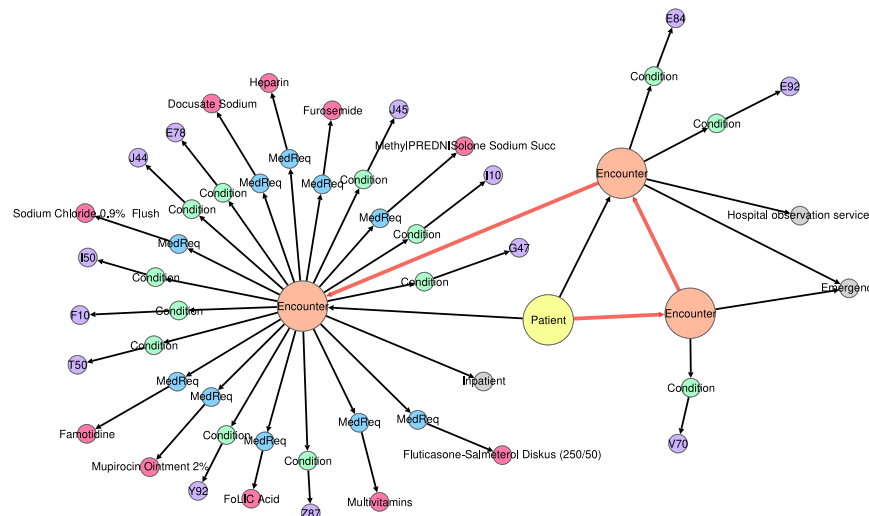 E84
Condition
E92
Condition
Heparin
Docusate Sodium
Furosemide
J45
E78
MethylPREDNISolone Sodium Succ
J44
MedReq
MedReq
MedReq
Condition
I10
Encounter
Condition
Condition
MedReq
Sodium Chloride 0.9%  Flush
Hospital observation service
Condition
MedReq
G47
I50
Condition
Condition
Emergenc
Encounter
F10
Condition
Patient
Encounter
Condition
T50
MedReq
Inpatient
Condition
MedReq
MedReq
MedReq
Famotidine
Condition
MedReq
V70
Fluticasone-Salmeterol Diskus (250/50)
Condition
Mupirocin Ointment 2%
Y92
FoLIC Acid
Multivitamins
Z87